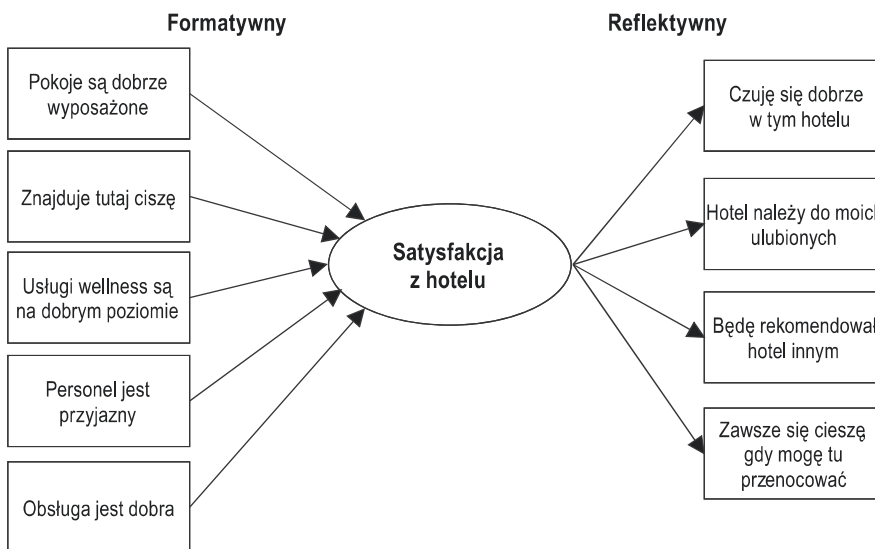 Formatywny
Reflektywny
Pokoje są dobrze
wyposażone
Znajduje tutaj ciszę
Usługi wellness są
na dobrym poziomie
Personel jest
przyjazny
Obsługa jest dobra
Satysfakcja
z hotelu
Czuję się dobrze
w tym hotelu
Hotel należy do moich
ulubionych
Będę rekomendował
hotel innym
Zawsze się cieszę
gdy mogę tu
przenocować